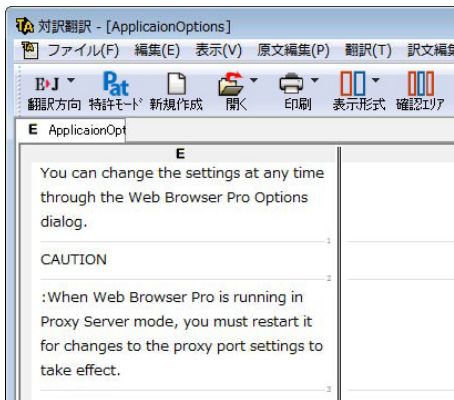 対訳翻訳 - [ApplicaionOptions]
ファイル(F) 編集(E) 表示(V) 原文編集(P) 翻訳(T) 訳文編集
E▸J Pat
翻訳方向 特許モード 新規作成 開く 印刷 表示形式 確認エリア
E ApplicaionOpt
E
You can change the settings at any time
through the Web Browser Pro Options
dialog.
1
CAUTION
2
:When Web Browser Pro is running in
Proxy Server mode, you must restart it
for changes to the proxy port settings to
take effect.
3